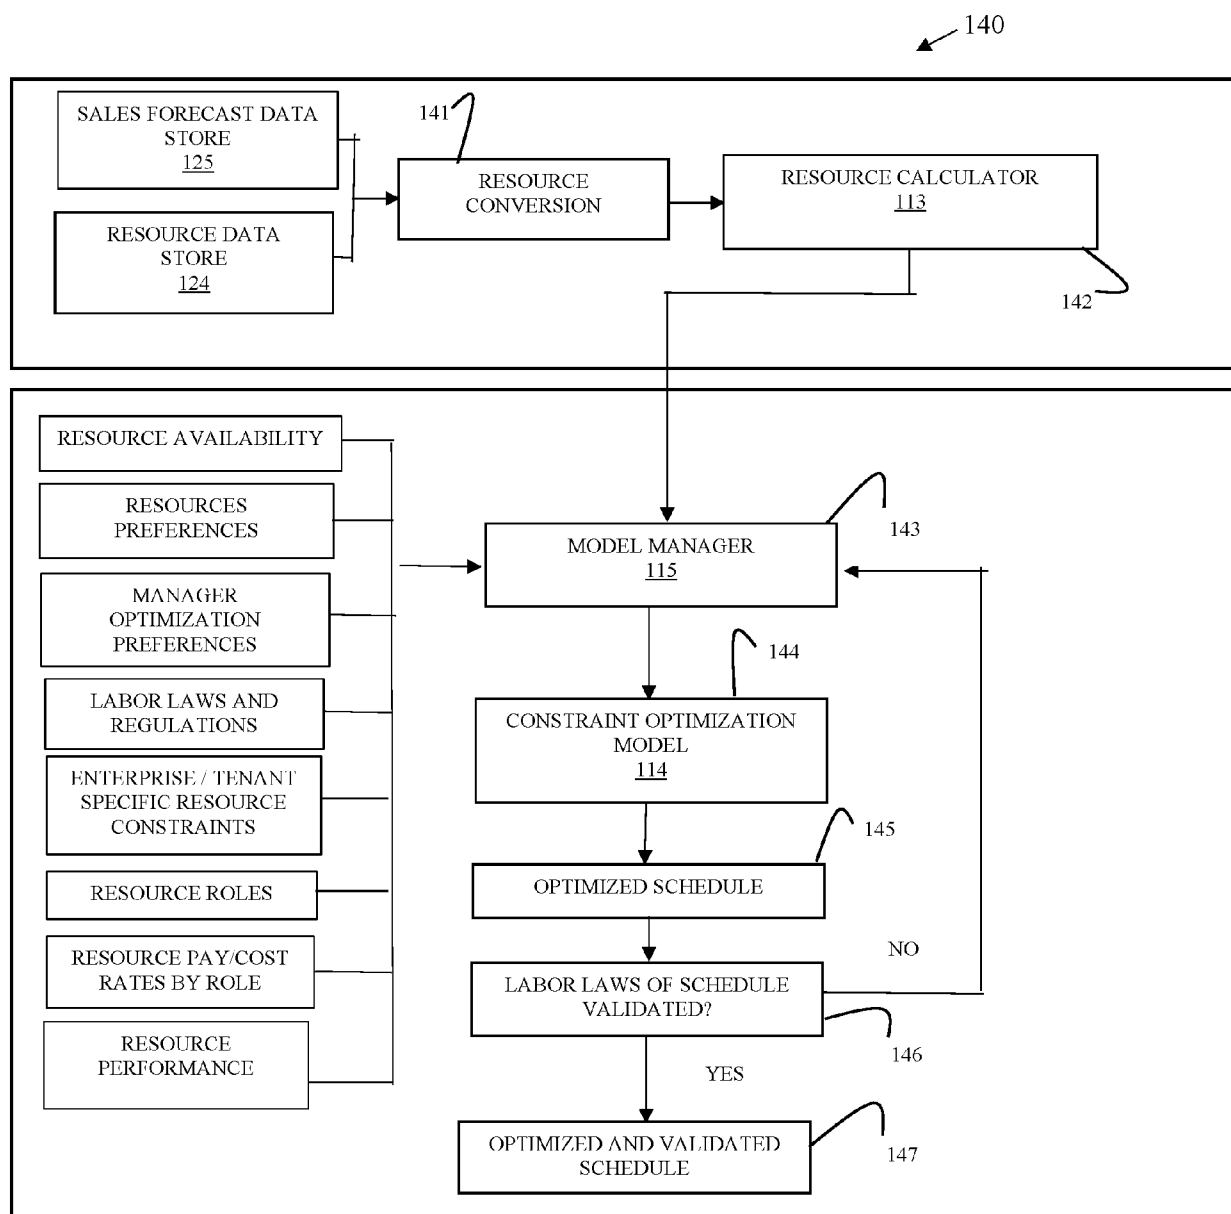 140
SALES FORECAST DATA
STORE
125
141
RESOURCE
CONVERSION
RESOURCE CALCULATOR
113
RESOURCE DATA
STORE
124
142
RESOURCE AVAILABILITY
RESOURCES
PREFERENCES
MANAGER
OPTIMIZATION
PREFERENCES
LABOR LAWS AND
REGULATIONS
ENTERPRISE / TENANT
SPECIFIC RESOURCE
CONSTRAINTS
RESOURCE ROLES
RESOURCE PAY/COST
RATES BY ROLE
RESOURCE
PERFORMANCE
143
MODEL MANAGER
115
144
CONSTRAINT OPTIMIZATION
MODEL
114
145
OPTIMIZED SCHEDULE
NO
LABOR LAWS OF SCHEDULE
VALIDATED?
146
YES
OPTIMIZED AND VALIDATED
SCHEDULE
147